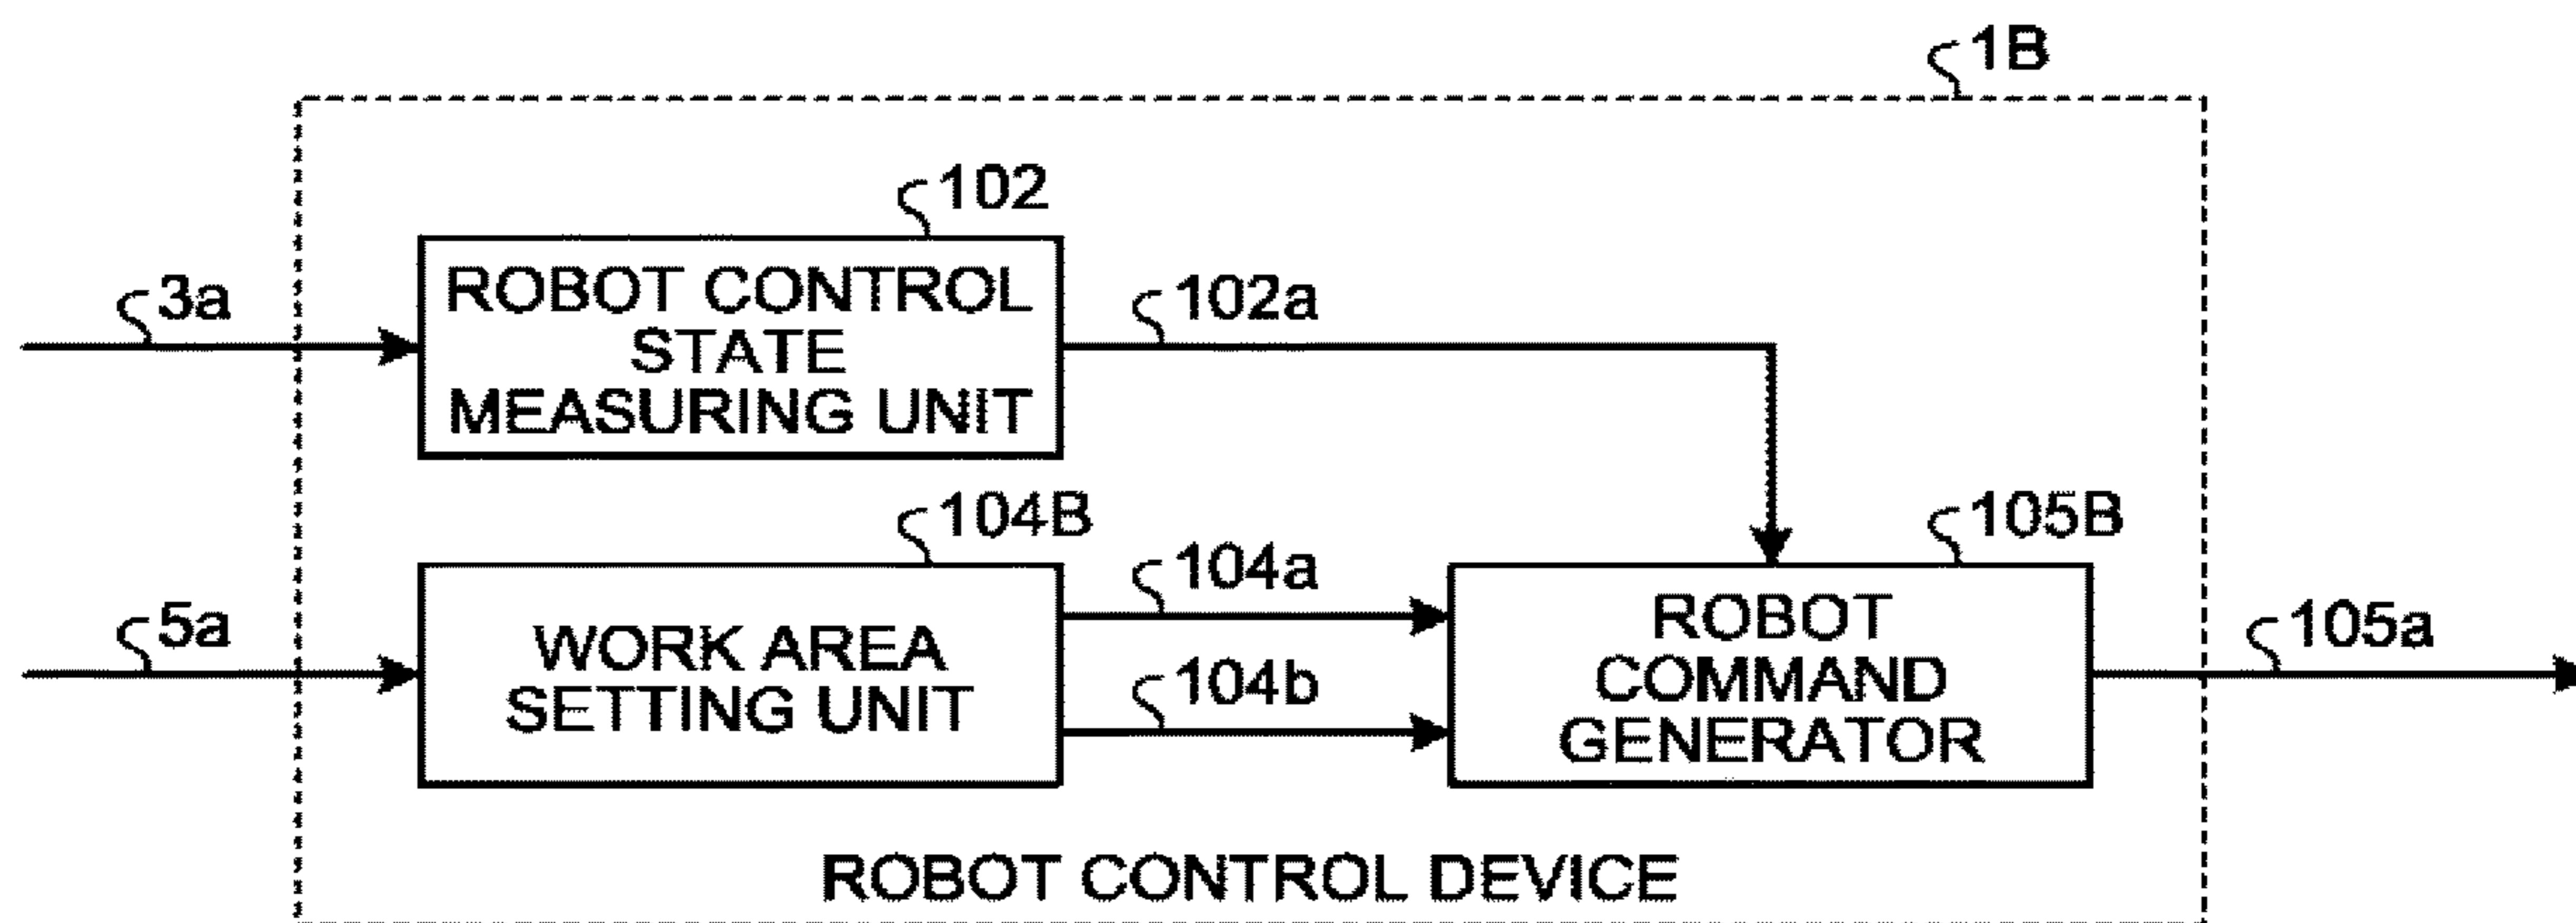 1B
102
ROBOT CONTROL
STATE
MEASURING UNIT
3a
102a
104B
WORK AREA
SETTING UNIT
5a
104a
104b
105B
ROBOT
COMMAND
GENERATOR
105a
ROBOT CONTROL DEVICE